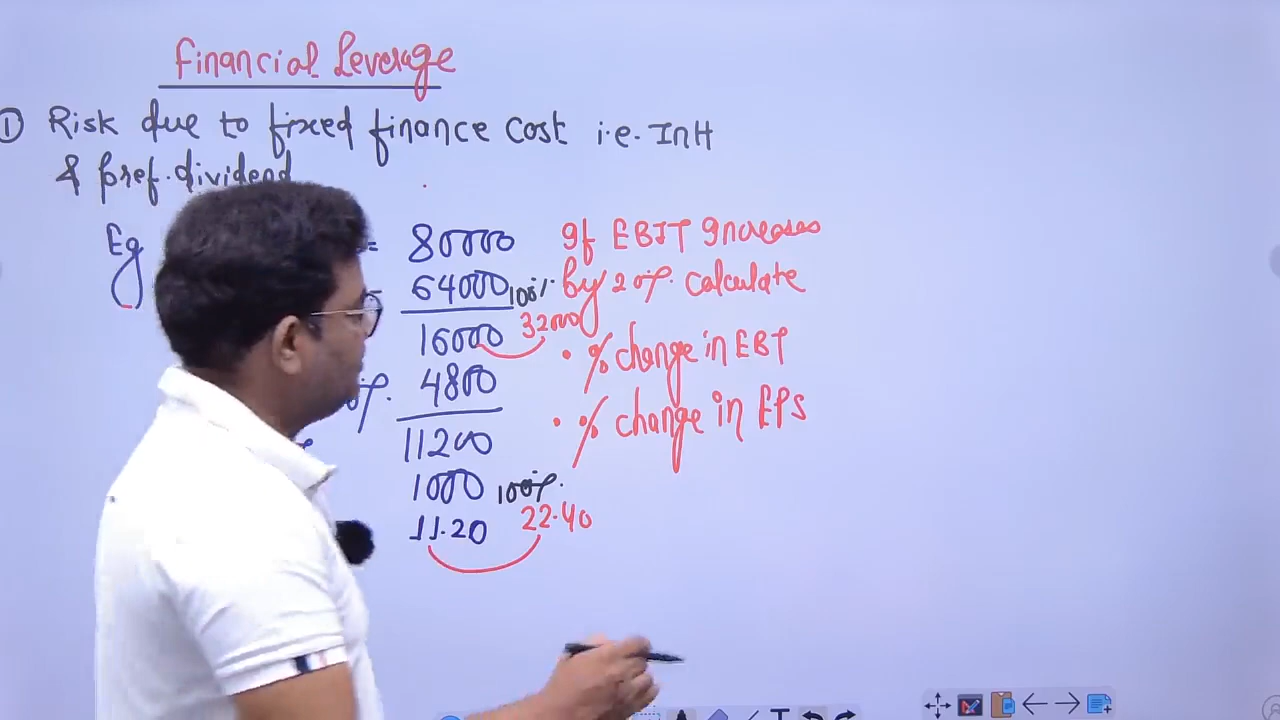 Financial Leverage
① Risk due to fixed finance cost i.e. Int
& pref. dividend
Eg = 80000 If EBIT Increases
64000 100% by 20% calculate
16000 32000
• % change in EBT
4800
• % change in EPS
11200
1000 100%
11.20 22.40